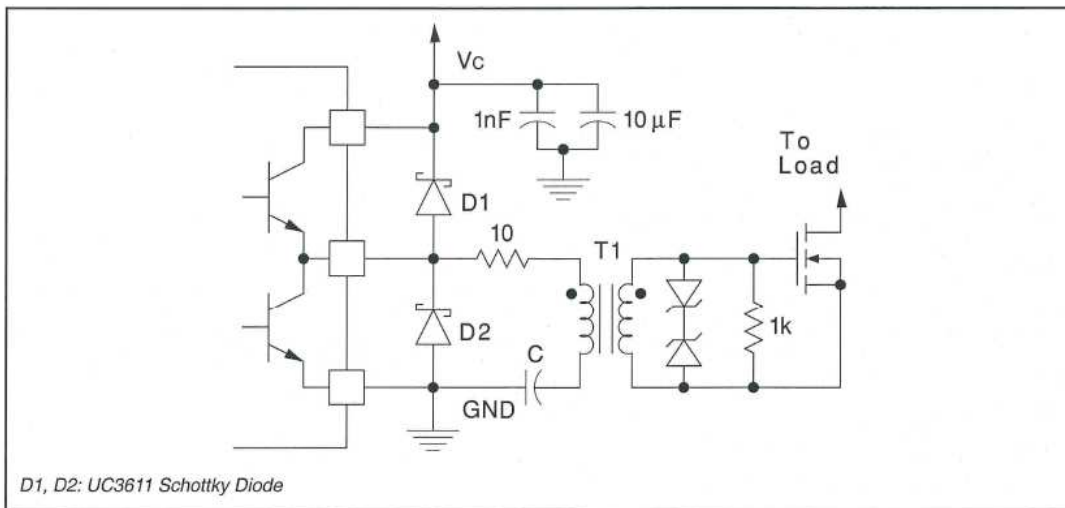 Vc
1nF
10 μF
To
Load
D1
10
T1
D2
1k
C
GND
D1, D2: UC3611 Schottky Diode